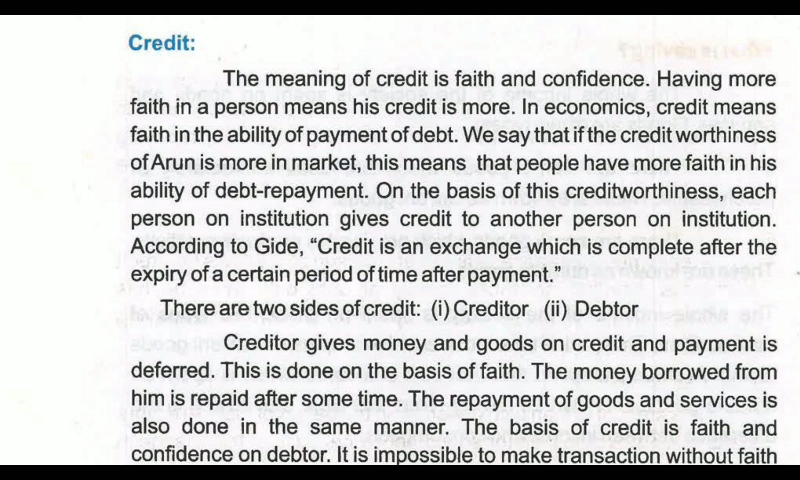 Credit:
The meaning of credit is faith and confidence. Having more
faith in a person means his credit is more. In economics, credit means
faith in the ability of payment of debt. We say that if the credit worthiness
of Arun is more in market, this means that people have more faith in his
ability of debt-repayment. On the basis of this creditworthiness, each
person on institution gives credit to another person on institution.
According to Gide, “Credit is an exchange which is complete after the
expiry of a certain period of time after payment.”
There are two sides of credit: (i) Creditor (ii) Debtor
Creditor gives money and goods on credit and payment is
deferred. This is done on the basis of faith. The money borrowed from
him is repaid after some time. The repayment of goods and services is
also done in the same manner. The basis of credit is faith and
confidence on debtor. It is impossible to make transaction without faith